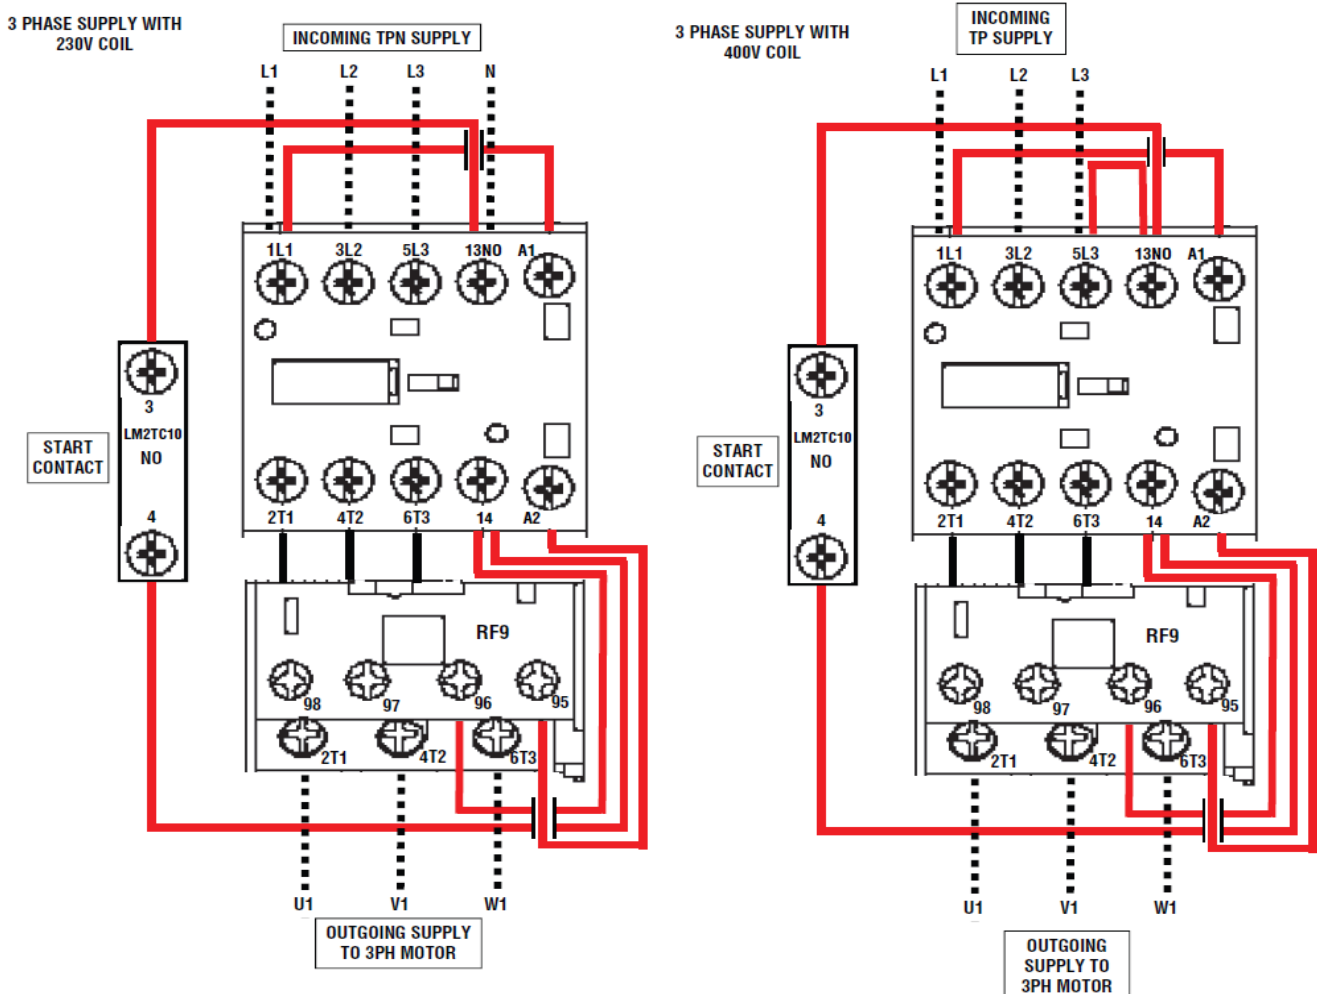 3 PHASE SUPPLY WITH
230V COIL
INCOMING TPN SUPPLY
L1 L2 L3 N
1L1 3L2 5L3 13NO A1
3
LM2TC10
NO
4
START
CONTACT
2T1 4T2 6T3 14 A2
RF9
98 97 96 95
2T1 4T2 6T3
U1 V1 W1
OUTGOING SUPPLY
TO 3PH MOTOR
3 PHASE SUPPLY WITH
400V COIL
INCOMING
TP SUPPLY
L1 L2 L3
1L1 3L2 5L3 13NO A1
3
LM2TC10
NO
4
START
CONTACT
2T1 4T2 6T3 14 A2
RF9
98 97 96 95
2T1 4T2 6T3
U1 V1 W1
OUTGOING
SUPPLY TO
3PH MOTOR